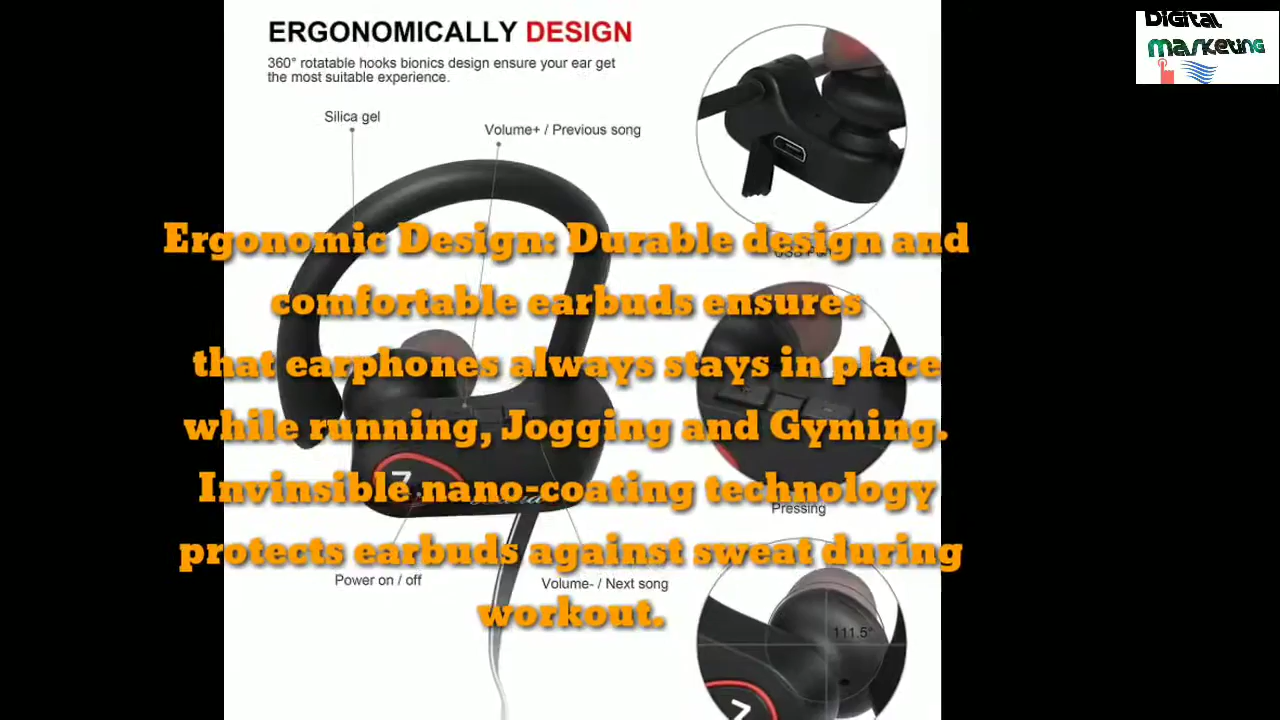 ERGONOMICALLY DESIGN
360° rotatable hooks bionics design ensure your ear get
the most suitable experience.
Silica gel
Volume+ / Previous song
Ergonomic Design: Durable design and
comfortable earbuds ensures
that earphones always stays in place
while running, Jogging and Gyming.
Invinsible nano-coating technology
protects earbuds against sweat during
workout.
Pressing
Power on / off
Volume- / Next song
111.5°
7
Digital
Marketing